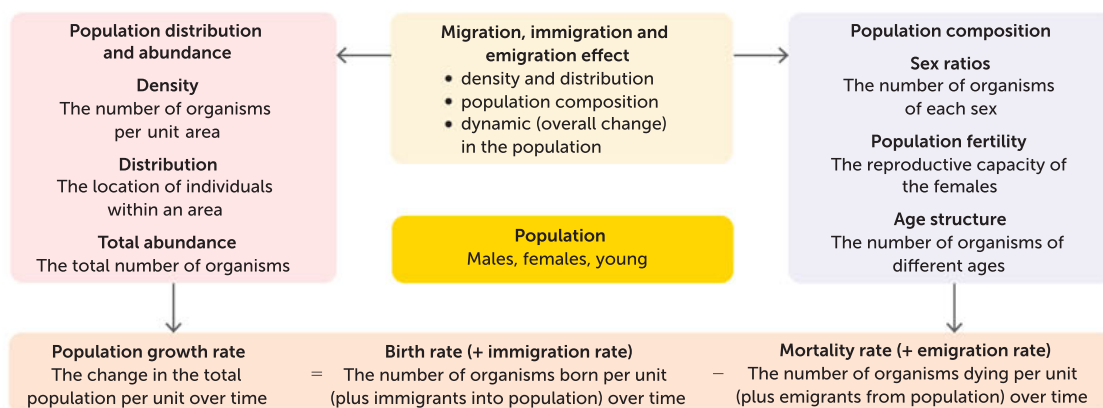 Population distribution
and abundance
Density
The number of organisms
per unit area
Distribution
The location of individuals
within an area
Total abundance
The total number of organisms
Migration, immigration and
emigration effect
• density and distribution
• population composition
• dynamic (overall change)
in the population
Population
Males, females, young
Population composition
Sex ratios
The number of organisms
of each sex
Population fertility
The reproductive capacity of
the females
Age structure
The number of organisms of
different ages
Population growth rate
The change in the total
population per unit over time
=
Birth rate (+ immigration rate)
The number of organisms born per unit
(plus immigrants into population) over time
−
Mortality rate (+ emigration rate)
The number of organisms dying per unit
(plus emigrants from population) over time